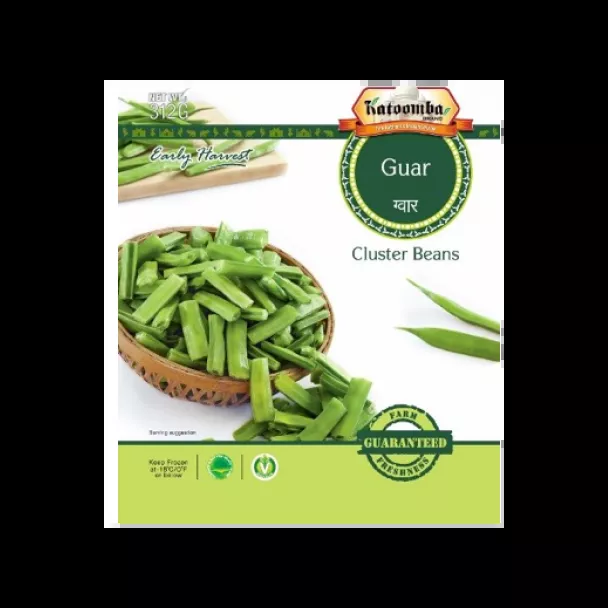 NET WT.
312G
Katoomba
Early Harvest
Guar
ग्वार
Cluster Beans
Serving suggestion
FARM
GUARANTEED
FRESHNESS
Keep Frozen
at -18°C/0°F
or below